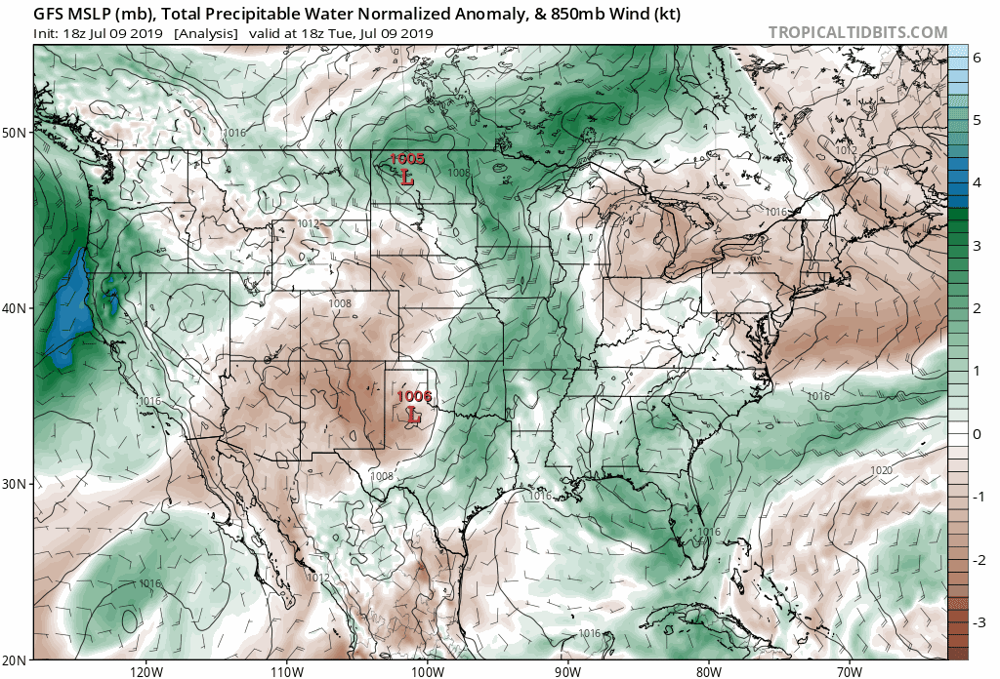 GFS MSLP (mb), Total Precipitable Water Normalized Anomaly, & 850mb Wind (kt)
Init: 18z Jul 09 2019 [Analysis] valid at 18z Tue, Jul 09 2019
TROPICALTIDBITS.COM
6
5
4
3
2
1
0
-1
-2
-3
50N
40N
30N
20N
120W
110W
100W
90W
80W
70W
1016
1005
L
1008
1012
1016
1012
1008
1016
1006
L
1016
1008
1016
1020
1016
1016
1012
1016